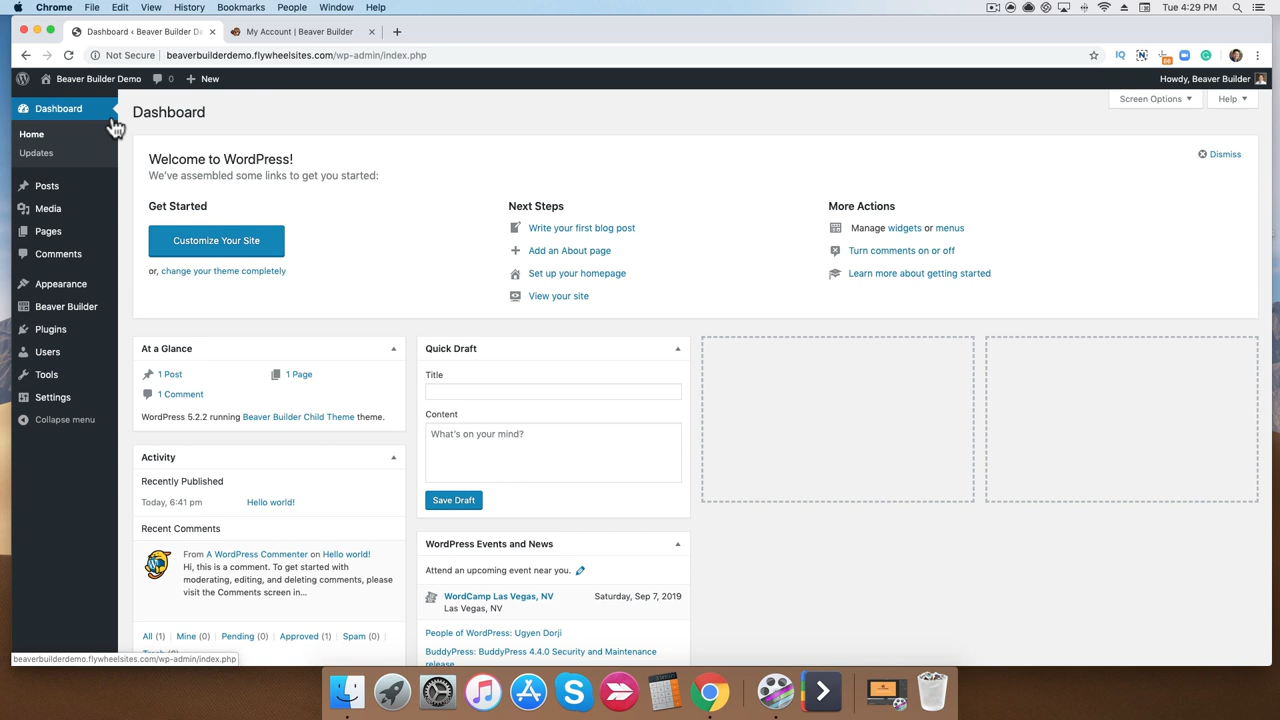 Chrome File Edit View History Bookmarks People Window Help Tue 4:29 PM
Dashboard ‹ Beaver Builder De My Account | Beaver Builder
Not Secure beaverbuilderdemo.flywheelsites.com/wp-admin/index.php
Beaver Builder Demo 0 New Howdy, Beaver Builder
Screen Options Help
Dashboard
Home
Updates
Posts
Media
Pages
Comments
Appearance
Beaver Builder
Plugins
Users
Tools
Settings
Collapse menu
Dashboard
Welcome to WordPress!
We've assembled some links to get you started:
Dismiss
Get Started
Customize Your Site
or, change your theme completely
Next Steps
Write your first blog post
Add an About page
Set up your homepage
View your site
More Actions
Manage widgets or menus
Turn comments on or off
Learn more about getting started
At a Glance
1 Post 1 Page
1 Comment
WordPress 5.2.2 running Beaver Builder Child Theme theme.
Activity
Recently Published
Today, 6:41 pm Hello world!
Recent Comments
From A WordPress Commenter on Hello world!
Hi, this is a comment. To get started with
moderating, editing, and deleting comments, please
visit the Comments screen in...
All (1) | Mine (0) | Pending (0) | Approved (1) | Spam (0) |
Quick Draft
Title
Content
What's on your mind?
Save Draft
WordPress Events and News
Attend an upcoming event near you.
WordCamp Las Vegas, NV Saturday, Sep 7, 2019
Las Vegas, NV
People of WordPress: Ugyen Dorji
BuddyPress: BuddyPress 4.4.0 Security and Maintenance
release
beaverbuilderdemo.flywheelsites.com/wp-admin/index.php